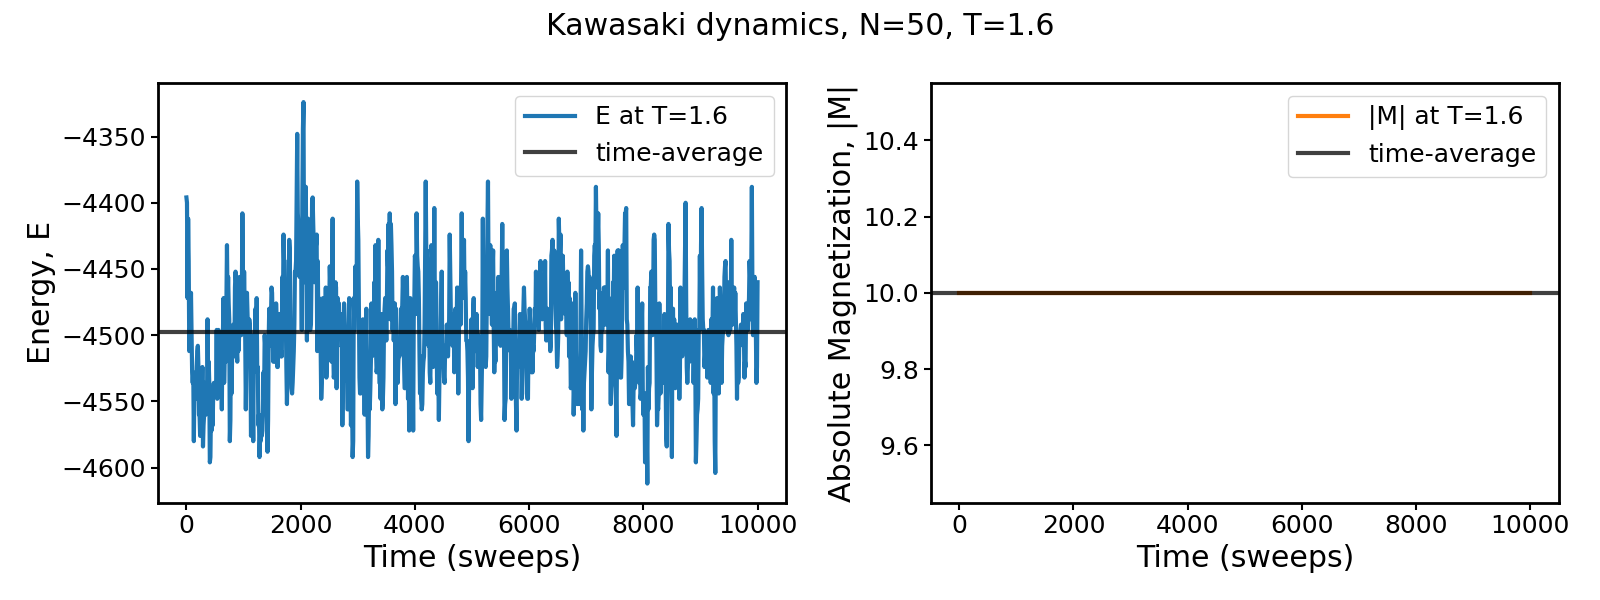 Kawasaki dynamics, N=50, T=1.6
Energy, E
−4350
−4400
−4450
−4500
−4550
−4600
E at T=1.6
time-average
0 2000 4000 6000 8000 10000
Time (sweeps)
Absolute Magnetization, |M|
10.4
10.2
10.0
9.8
9.6
|M| at T=1.6
time-average
0 2000 4000 6000 8000 10000
Time (sweeps)